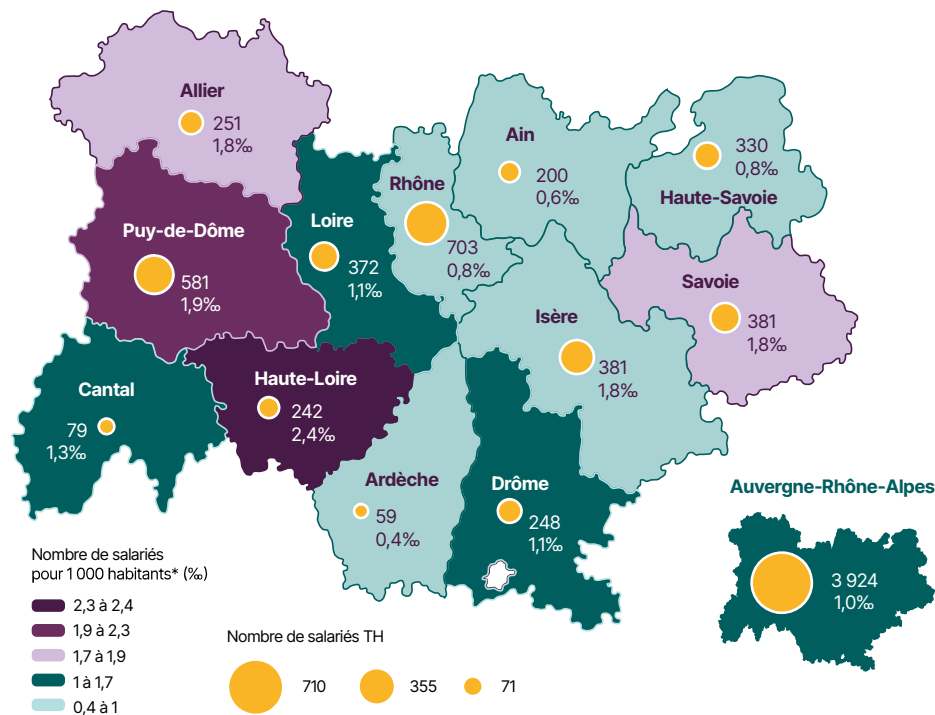 Allier
251
1,8‰
Ain
200
0,6‰
330
0,8‰
Haute-Savoie
Rhône
703
0,8‰
Loire
372
1,1‰
Puy-de-Dôme
581
1,9‰
Savoie
381
1,8‰
Isère
381
1,8‰
Haute-Loire
242
2,4‰
Cantal
79
1,3‰
Ardèche
59
0,4‰
Drôme
248
1,1‰
Auvergne-Rhône-Alpes
3 924
1,0‰
Nombre de salariés
pour 1 000 habitants* (‰)
2,3 à 2,4
1,9 à 2,3
1,7 à 1,9
1 à 1,7
0,4 à 1
Nombre de salariés TH
710 355 71